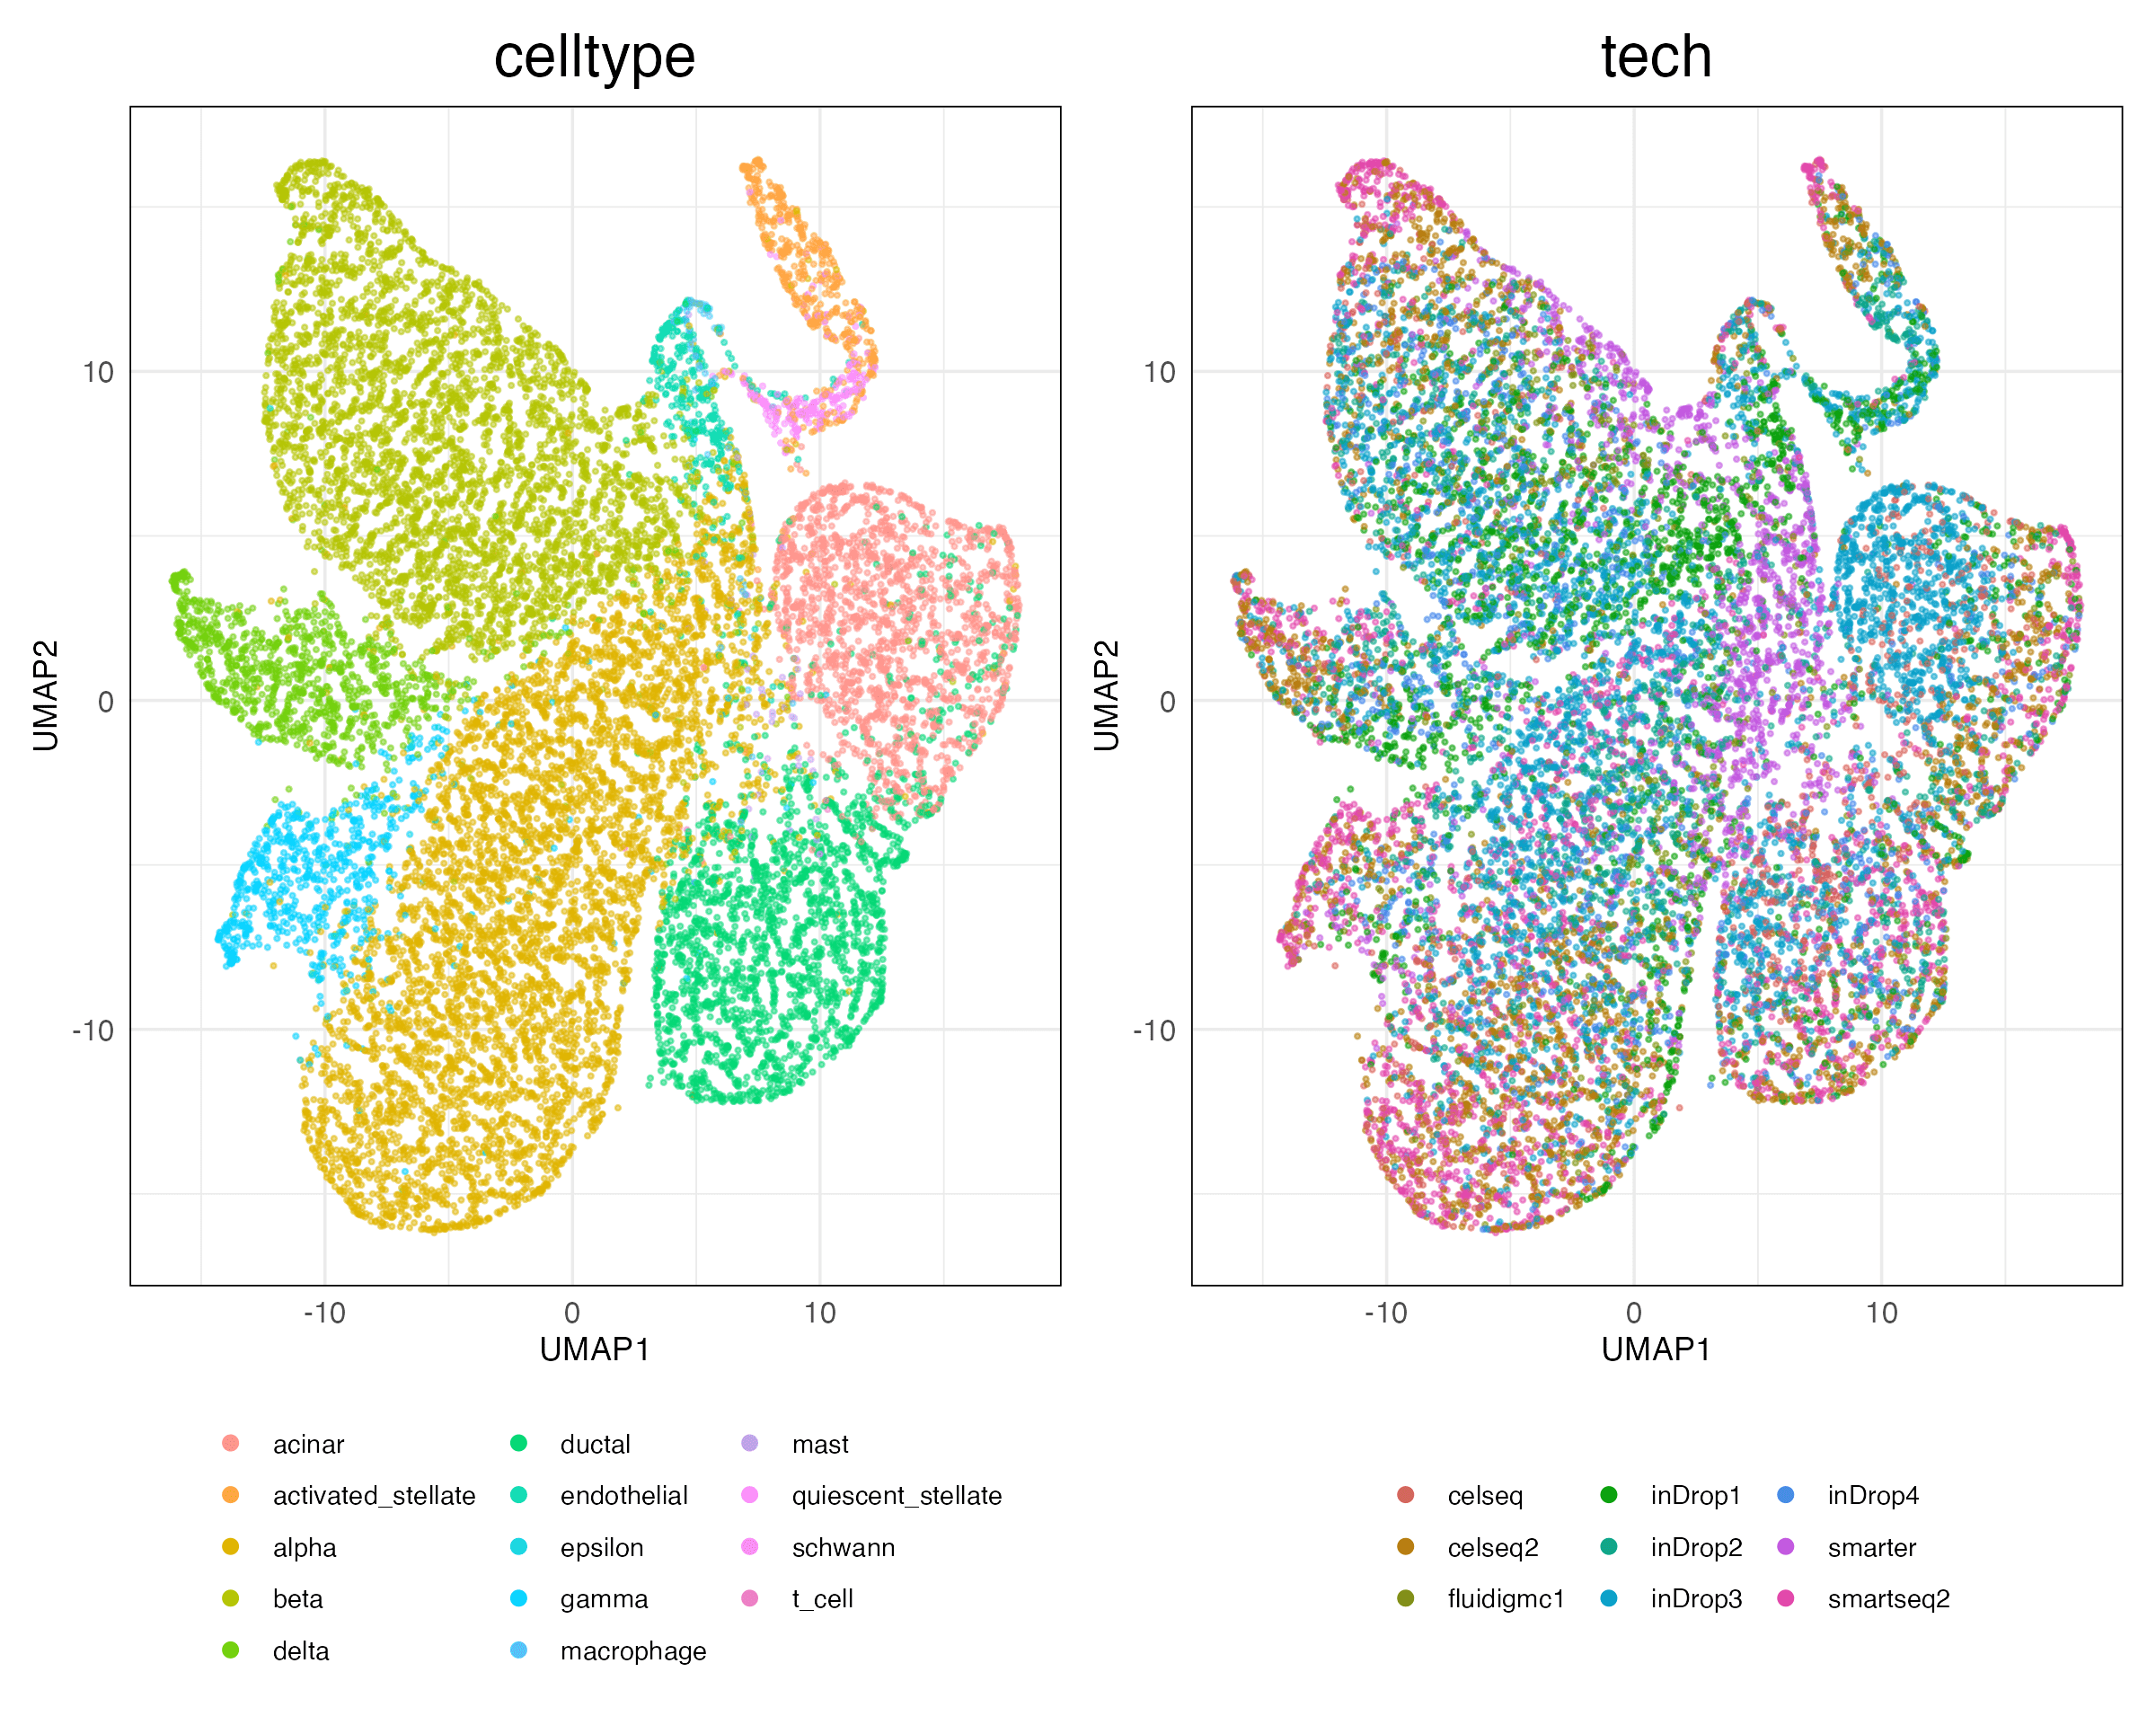 celltype
tech
10
0
-10
UMAP2
-10 0 10
UMAP1
10
0
-10
UMAP2
-10 0 10
UMAP1
acinar
activated_stellate
alpha
beta
delta
ductal
endothelial
epsilon
gamma
macrophage
mast
quiescent_stellate
schwann
t_cell
celseq
celseq2
fluidigmc1
inDrop1
inDrop2
inDrop3
inDrop4
smarter
smartseq2